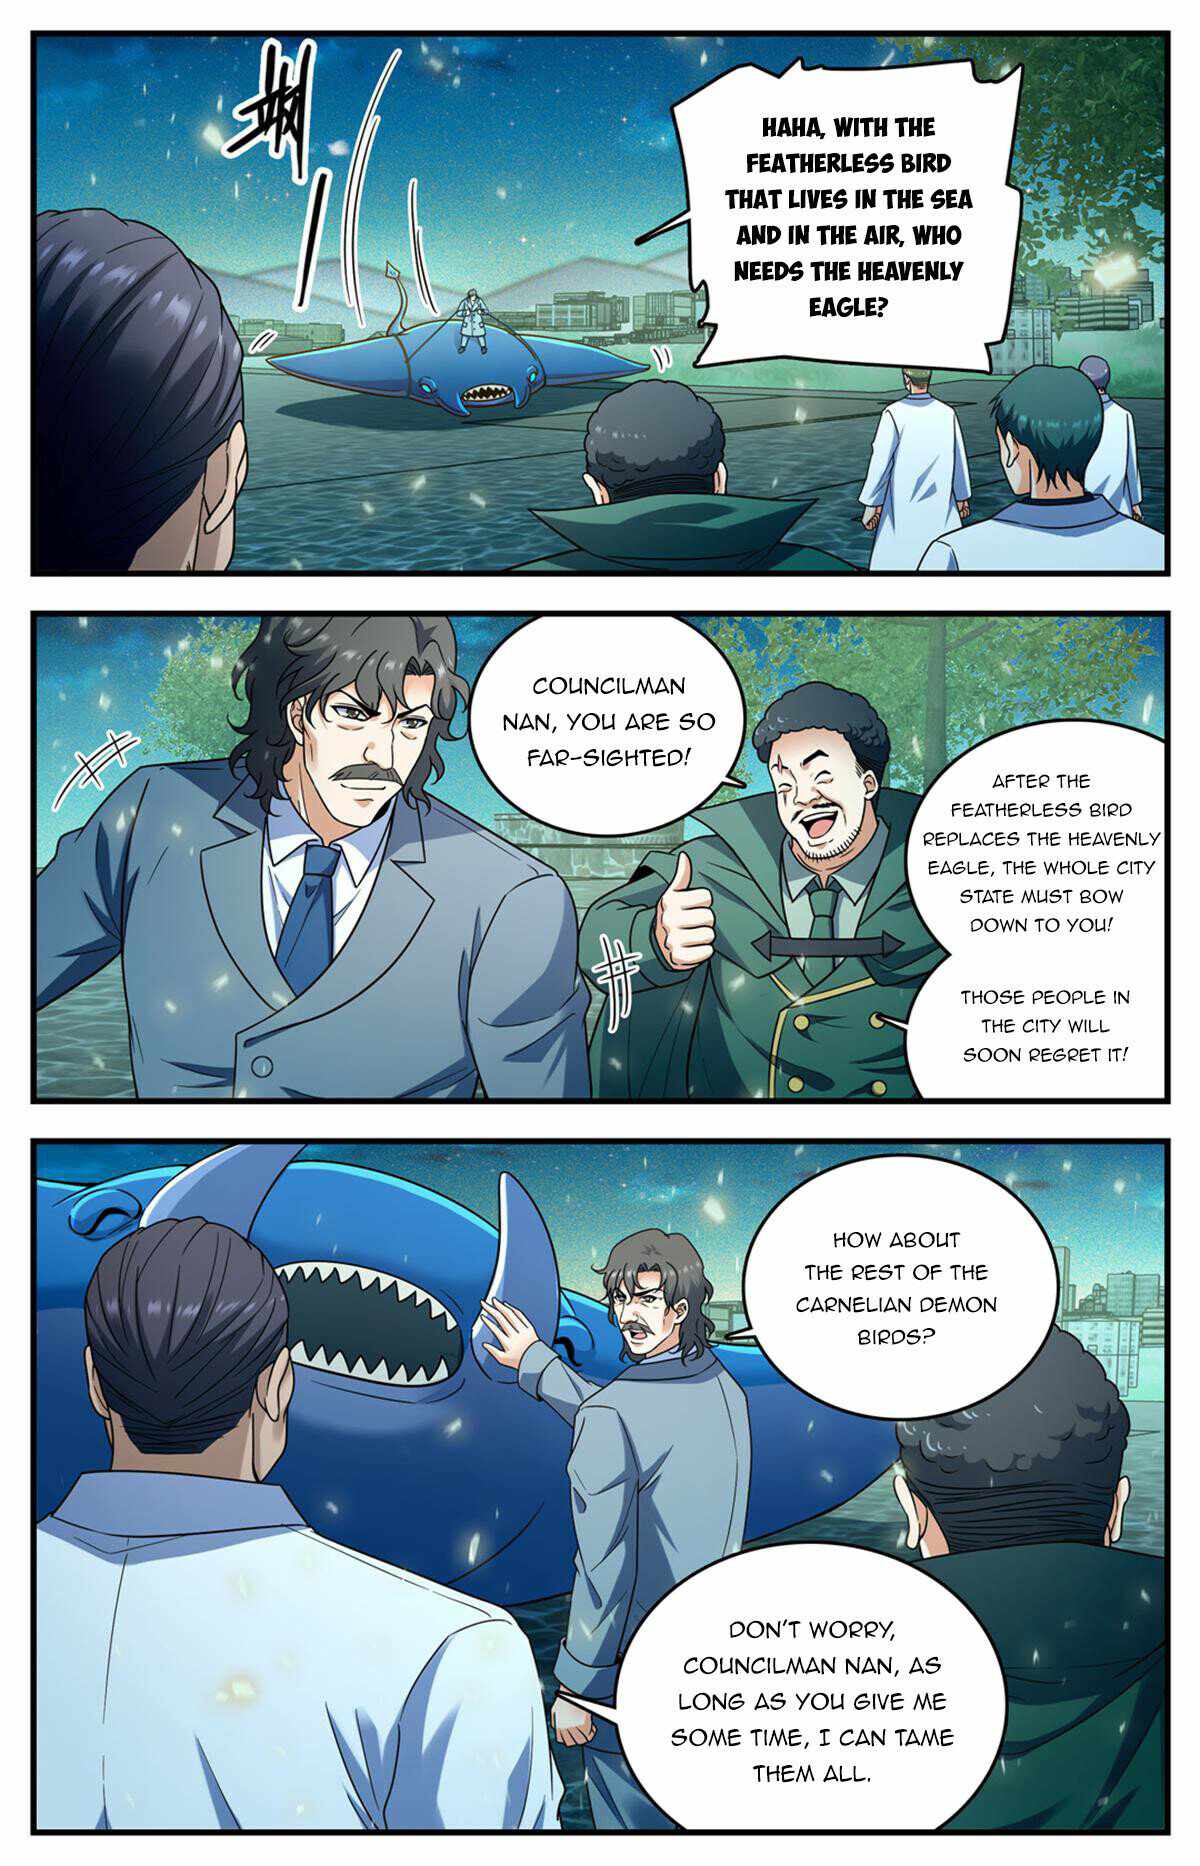 HAHA, WITH THE
FEATHERLESS BIRD
THAT LIVES IN THE SEA
AND IN THE AIR, WHO
NEEDS THE HEAVENLY
EAGLE?
COUNCILMAN
NAN, YOU ARE SO
FAR-SIGHTED!
AFTER THE
FEATHERLESS BIRD
REPLACES THE HEAVENLY
EAGLE, THE WHOLE CITY
STATE MUST BOW
DOWN TO YOU!
THOSE PEOPLE IN
THE CITY WILL
SOON REGRET IT!
HOW ABOUT
THE REST OF THE
CARNELIAN DEMON
BIRDS?
DON'T WORRY,
COUNCILMAN NAN, AS
LONG AS YOU GIVE ME
SOME TIME, I CAN TAME
THEM ALL.